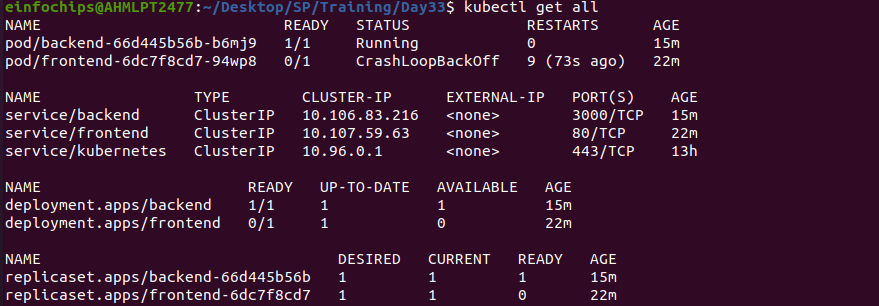 einfochips@AHMLPT2477:~/Desktop/SP/Training/Day33$ kubectl get all
NAME READY STATUS RESTARTS AGE
pod/backend-66d445b56b-b6mj9 1/1 Running 0 15m
pod/frontend-6dc7f8cd7-94wp8 0/1 CrashLoopBackOff 9 (73s ago) 22m
NAME TYPE CLUSTER-IP EXTERNAL-IP PORT(S) AGE
service/backend ClusterIP 10.106.83.216 <none> 3000/TCP 15m
service/frontend ClusterIP 10.107.59.63 <none> 80/TCP 22m
service/kubernetes ClusterIP 10.96.0.1 <none> 443/TCP 13h
NAME READY UP-TO-DATE AVAILABLE AGE
deployment.apps/backend 1/1 1 1 15m
deployment.apps/frontend 0/1 1 0 22m
NAME DESIRED CURRENT READY AGE
replicaset.apps/backend-66d445b56b 1 1 1 15m
replicaset.apps/frontend-6dc7f8cd7 1 1 0 22m